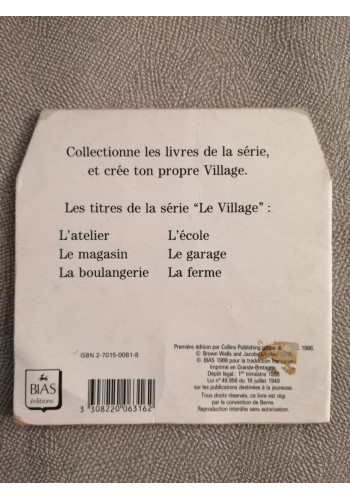 Collectionne les livres de la série,
et crée ton propre Village.
Les titres de la série "Le Village" :
L'atelier L'école
Le magasin Le garage
La boulangerie La ferme
ISBN 2-7015-0081-8
BIAS
éditions
3 308220 063162
Première édition par Collins Publishing 1986.
© Brown Wells and Jacobs
© BIAS 1988 pour la traduction française.
Imprimé en Grande-Bretagne.
Dépôt légal : 1er trimestre 1988
Loi n° 49.956 du 16 juillet 1949
sur les publications destinées à la jeunesse.
Tous droits réservés, ce livre est régi
par la convention de Berne.
Reproduction interdite sans autorisation.